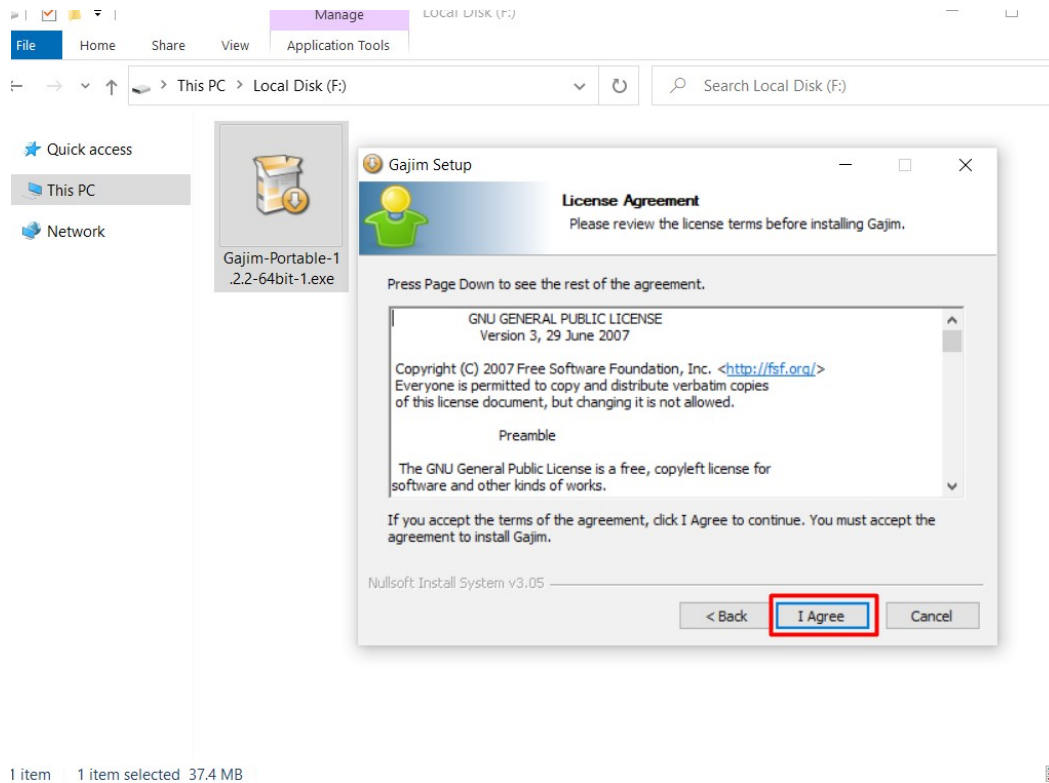 Manage
Local Disk (F:)
File Home Share View Application Tools
This PC > Local Disk (F:)
Search Local Disk (F:)
Quick access
This PC
Network
Gajim-Portable-1
.2.2-64bit-1.exe
Gajim Setup
License Agreement
Please review the license terms before installing Gajim.
Press Page Down to see the rest of the agreement.
GNU GENERAL PUBLIC LICENSE
Version 3, 29 June 2007
Copyright (C) 2007 Free Software Foundation, Inc. <http://fsf.org/>
Everyone is permitted to copy and distribute verbatim copies
of this license document, but changing it is not allowed.
Preamble
The GNU General Public License is a free, copyleft license for
software and other kinds of works.
If you accept the terms of the agreement, click I Agree to continue. You must accept the
agreement to install Gajim.
Nullsoft Install System v3.05
< Back I Agree Cancel
1 item 1 item selected 37.4 MB